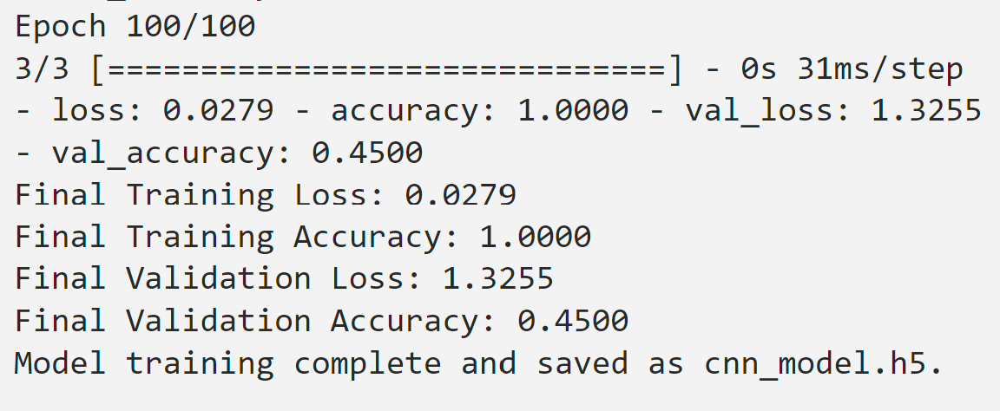 Epoch 100/100
3/3 [==============================] - 0s 31ms/step
- loss: 0.0279 - accuracy: 1.0000 - val_loss: 1.3255
- val_accuracy: 0.4500
Final Training Loss: 0.0279
Final Training Accuracy: 1.0000
Final Validation Loss: 1.3255
Final Validation Accuracy: 0.4500
Model training complete and saved as cnn_model.h5.